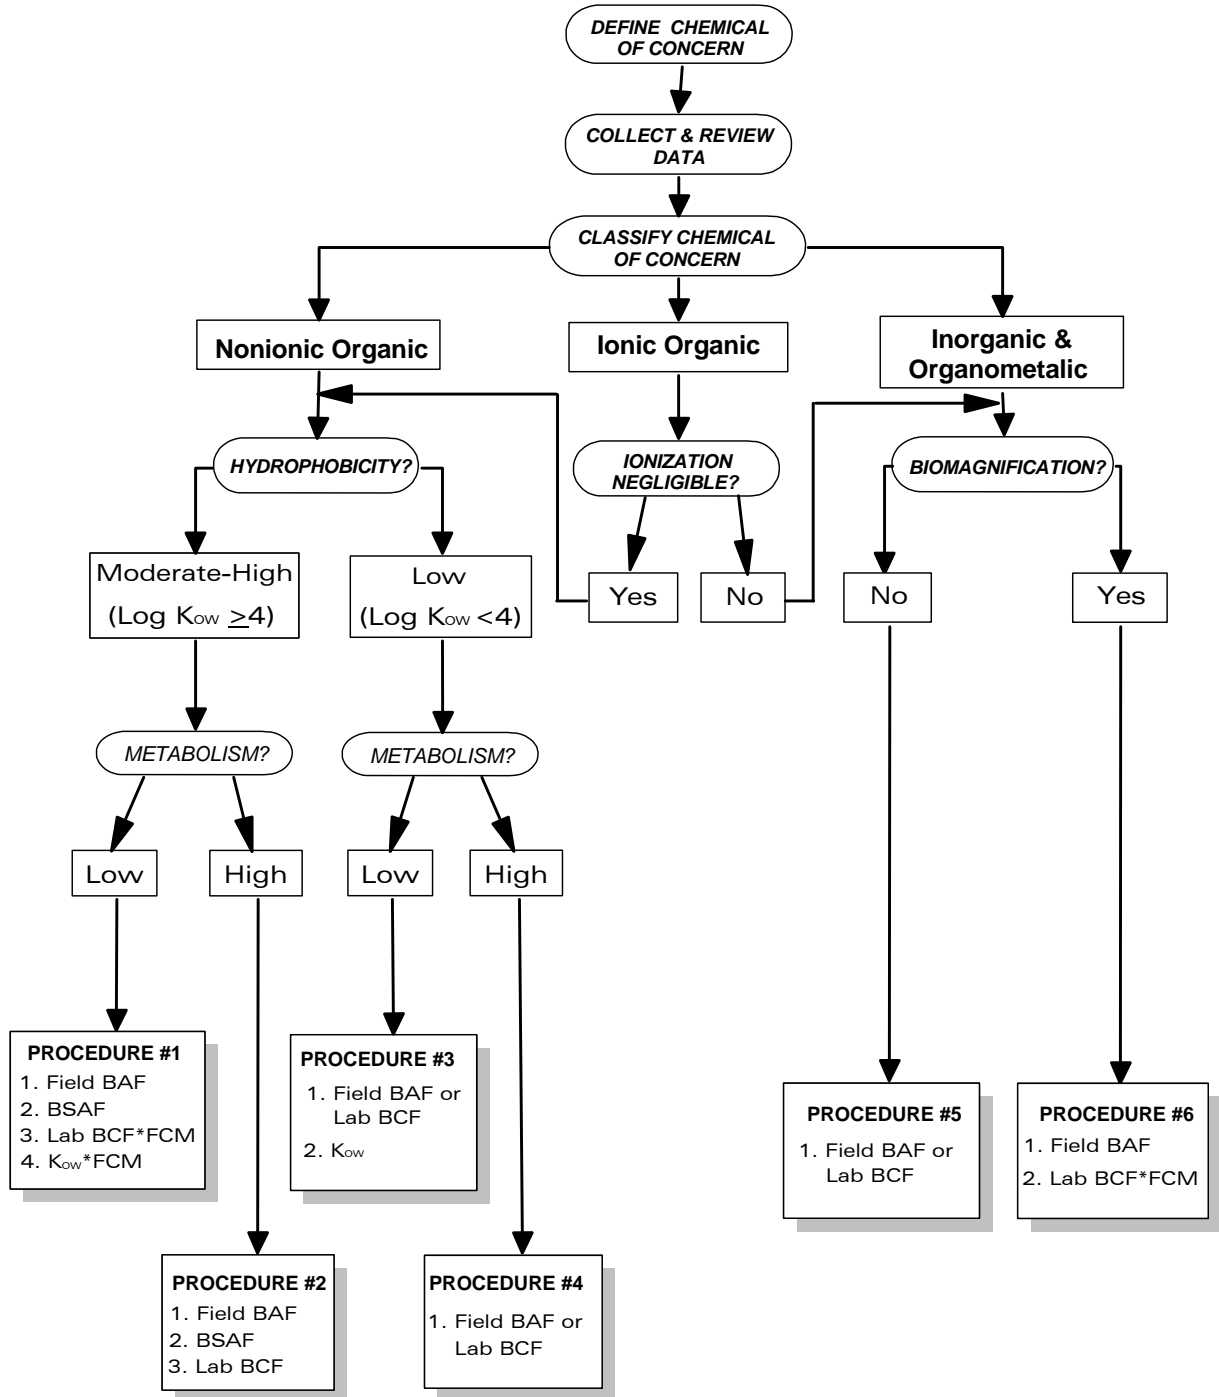 DEFINE CHEMICAL
OF CONCERN
COLLECT & REVIEW
DATA
CLASSIFY CHEMICAL
OF CONCERN
Nonionic Organic
Ionic Organic
Inorganic &
Organometalic
HYDROPHOBICITY?
IONIZATION
NEGLIGIBLE?
BIOMAGNIFICATION?
Moderate-High
(Log Kow ≥4)
Low
(Log Kow <4)
Yes
No
No
Yes
METABOLISM?
METABOLISM?
Low
High
Low
High
PROCEDURE #1
1. Field BAF
2. BSAF
3. Lab BCF*FCM
4. Kow*FCM
PROCEDURE #3
1. Field BAF or
Lab BCF
2. Kow
PROCEDURE #5
1. Field BAF or
Lab BCF
PROCEDURE #6
1. Field BAF
2. Lab BCF*FCM
PROCEDURE #2
1. Field BAF
2. BSAF
3. Lab BCF
PROCEDURE #4
1. Field BAF or
Lab BCF